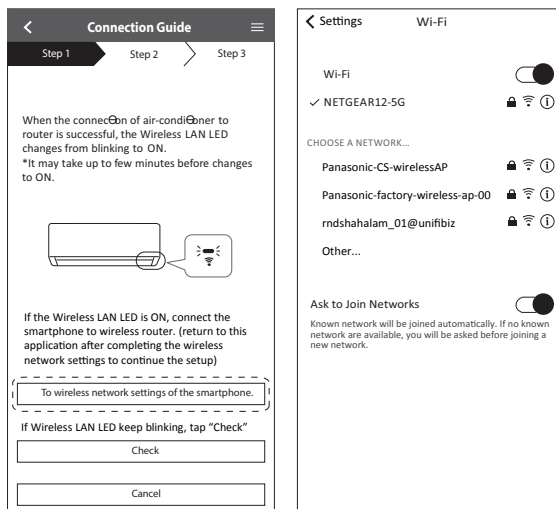 Connection Guide
Step 1
Step 2
Step 3
When the connecƟon of air-condiƟoner to
router is successful, the Wireless LAN LED
changes from blinking to ON.
*It may take up to few minutes before changes
to ON.
If the Wireless LAN LED is ON, connect the
smartphone to wireless router. (return to this
application after completing the wireless
network settings to continue the setup)
To wireless network settings of the smartphone.
If Wireless LAN LED keep blinking, tap “Check”
Check
Cancel
Settings
Wi-Fi
Wi-Fi
NETGEAR12-5G
CHOOSE A NETWORK...
Panasonic-CS-wirelessAP
Panasonic-factory-wireless-ap-00
rndshahalam_01@unifibiz
Other...
Ask to Join Networks
Known network will be joined automatically. If no known
network are available, you will be asked before joining a
new network.